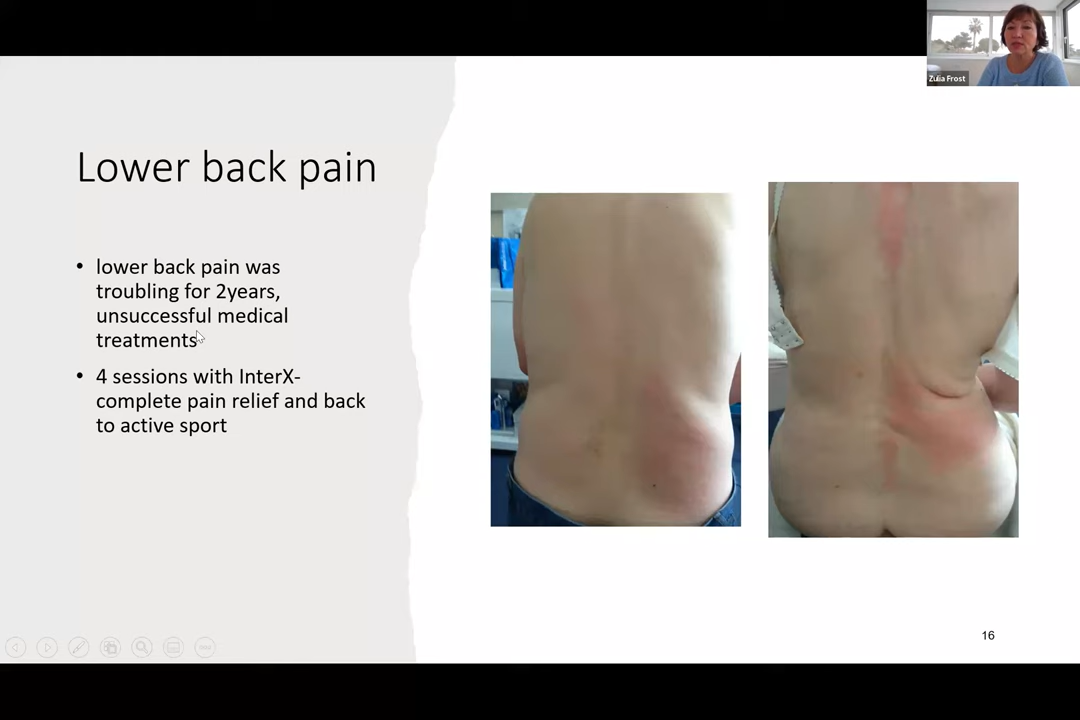 Zulia Frost
Lower back pain
• lower back pain was
troubling for 2years,
unsuccessful medical
treatments
• 4 sessions with InterX-
complete pain relief and back
to active sport
16